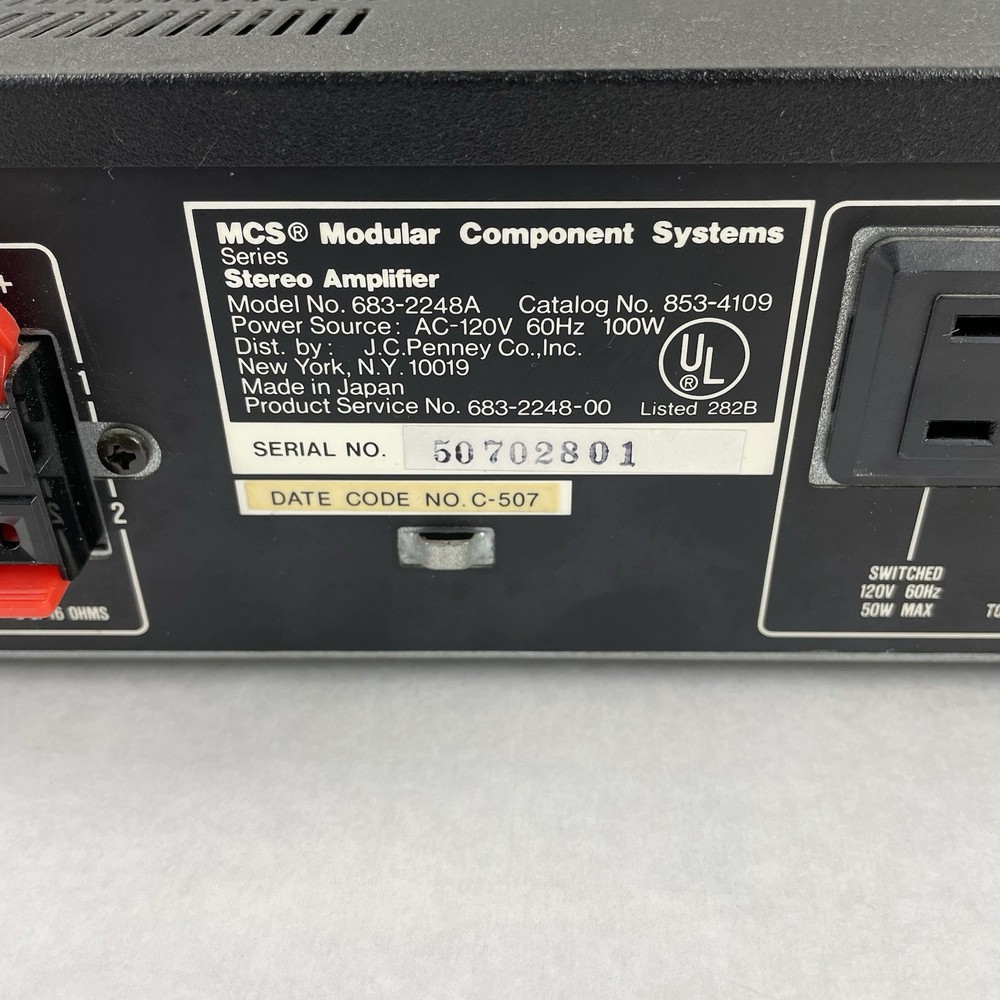 MCS® Modular Component Systems
Series
Stereo Amplifier
Model No. 683-2248A Catalog No. 853-4109
Power Source: AC-120V 60Hz 100W
Dist. by: J.C.Penney Co.,Inc.
New York, N.Y. 10019
Made in Japan
Product Service No. 683-2248-00
UL ®
Listed 282B
SERIAL NO. 50702801
DATE CODE NO. C-507
+
1
2
OHMS
SWITCHED
120V 60Hz
50W MAX